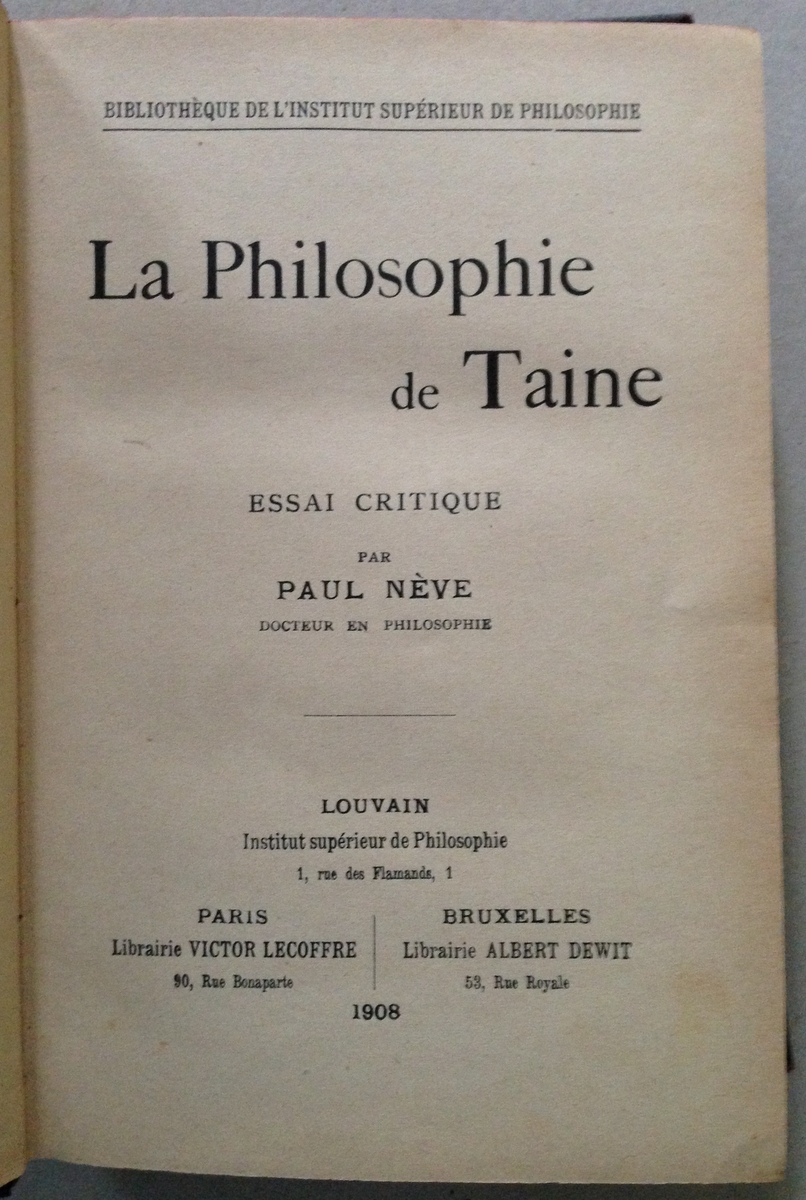 BIBLIOTHÈQUE DE L'INSTITUT SUPÉRIEUR DE PHILOSOPHIE
La Philosophie
de Taine
ESSAI CRITIQUE
PAR
PAUL NÈVE
DOCTEUR EN PHILOSOPHIE
LOUVAIN
Institut supérieur de Philosophie
1, rue des Flamands, 1
PARIS
Librairie VICTOR LECOFFRE
90, Rue Bonaparte
BRUXELLES
Librairie ALBERT DEWIT
53, Rue Royale
1908